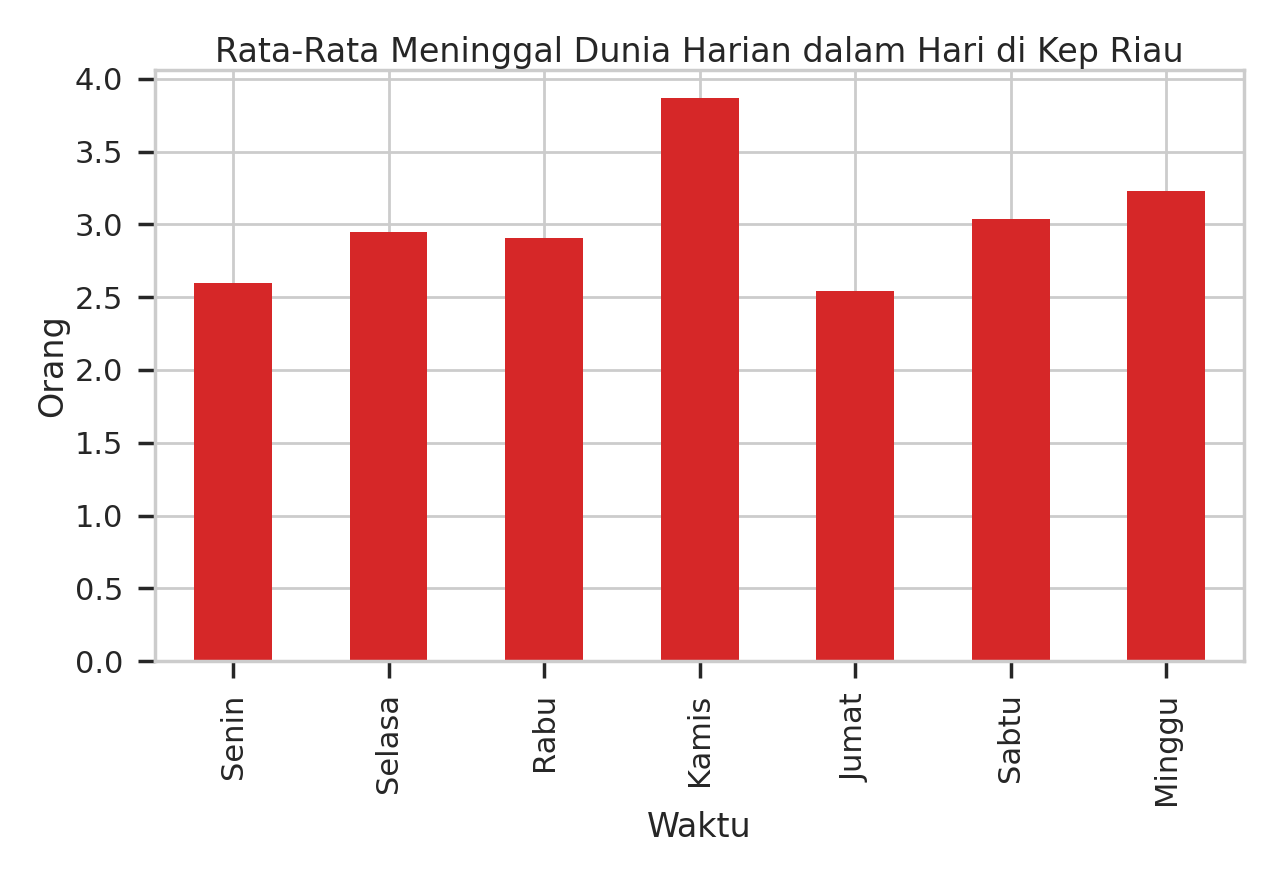 Rata-Rata Meninggal Dunia Harian dalam Hari di Kep Riau
4.0
3.5
3.0
2.5
2.0
1.5
1.0
0.5
0.0
Orang
Senin
Selasa
Rabu
Kamis
Jumat
Sabtu
Minggu
Waktu